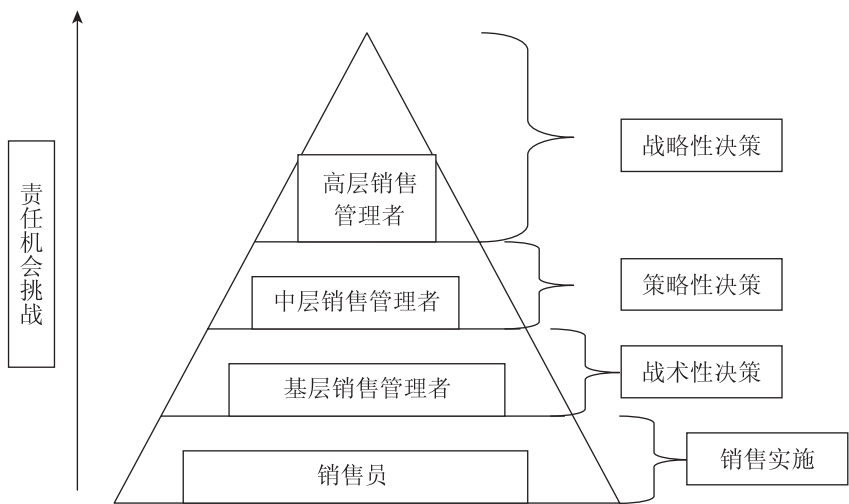 责任机会挑战
高层销售
管理者
战略性决策
中层销售管理者
策略性决策
基层销售管理者
战术性决策
销售员
销售实施